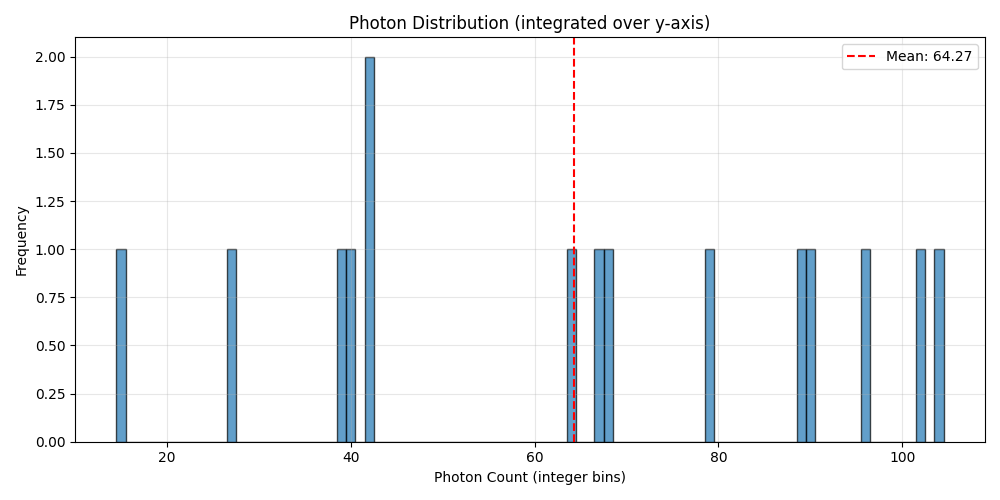 Photon Distribution (integrated over y-axis)
Mean: 64.27
Frequency
2.00
1.75
1.50
1.25
1.00
0.75
0.50
0.25
0.00
20 40 60 80 100
Photon Count (integer bins)